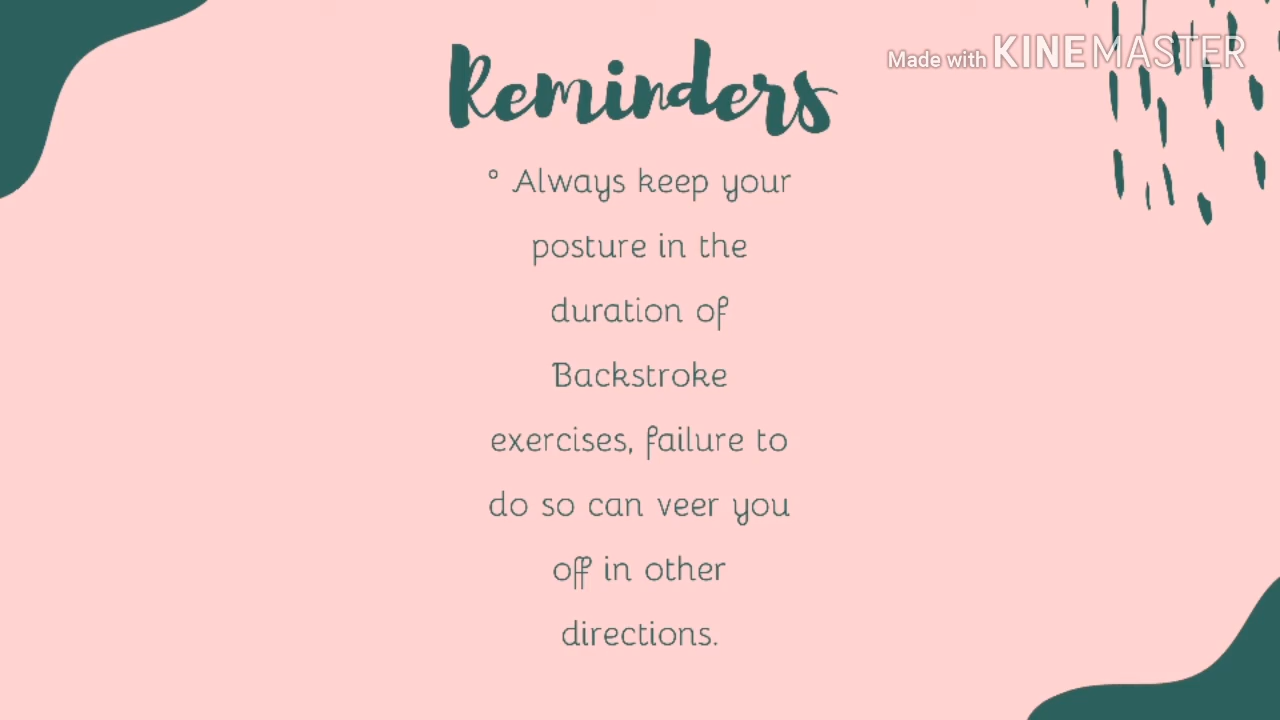 Made with KINEMASTER
Reminders
° Always keep your
posture in the
duration of
Backstroke
exercises, failure to
do so can veer you
off in other
directions.